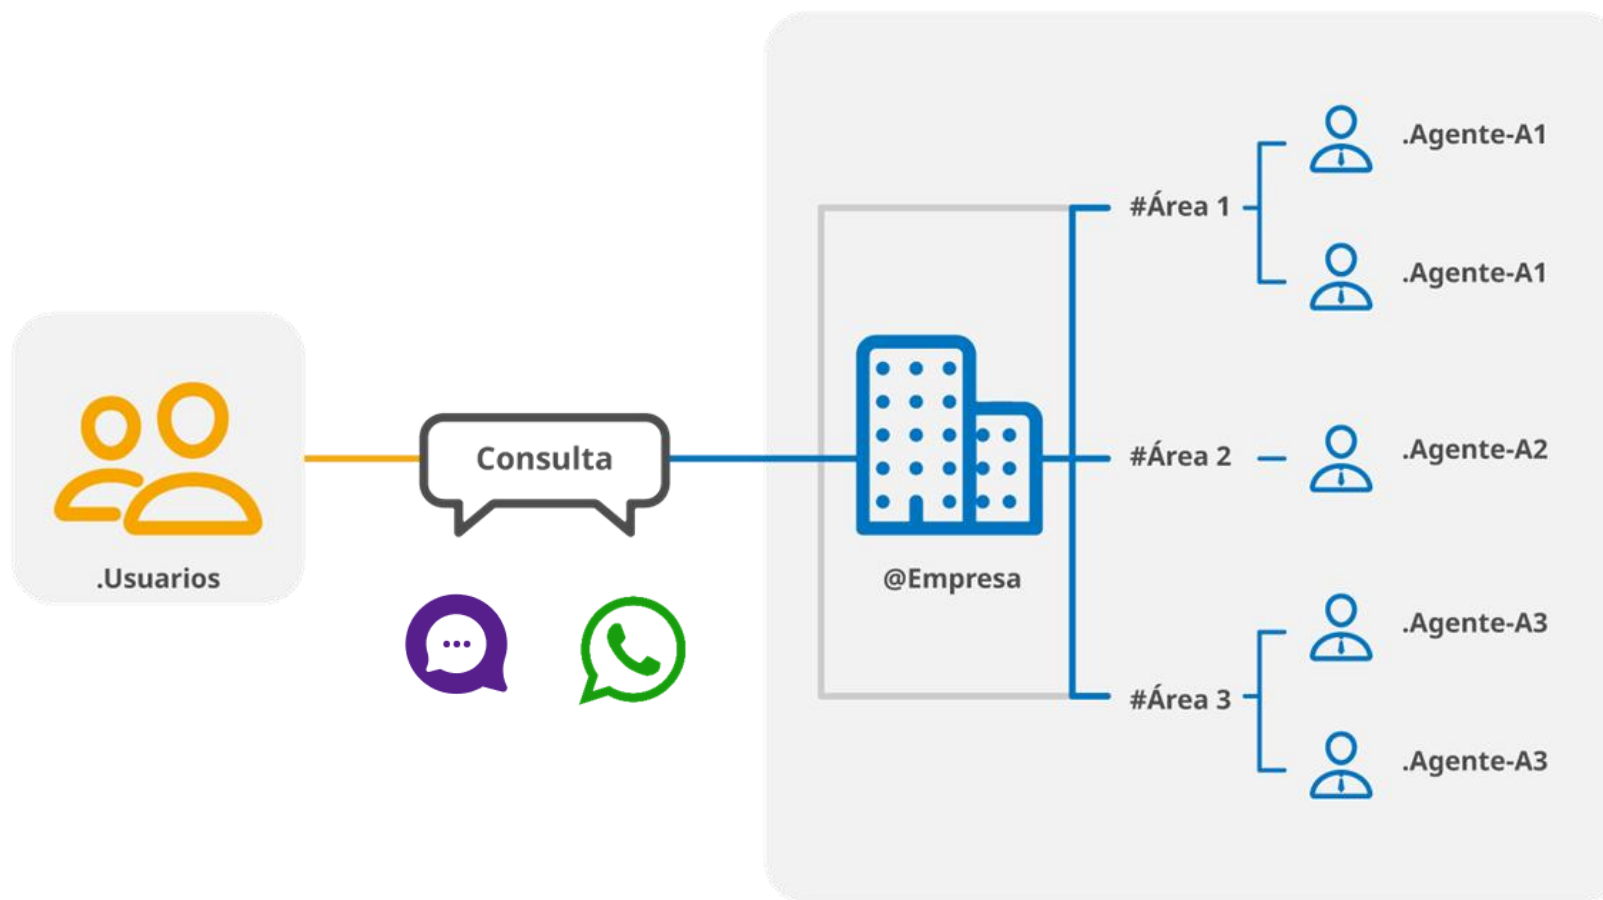 .Usuarios
Consulta
@Empresa
#Área 1
.Agente-A1
.Agente-A1
#Área 2
.Agente-A2
#Área 3
.Agente-A3
.Agente-A3